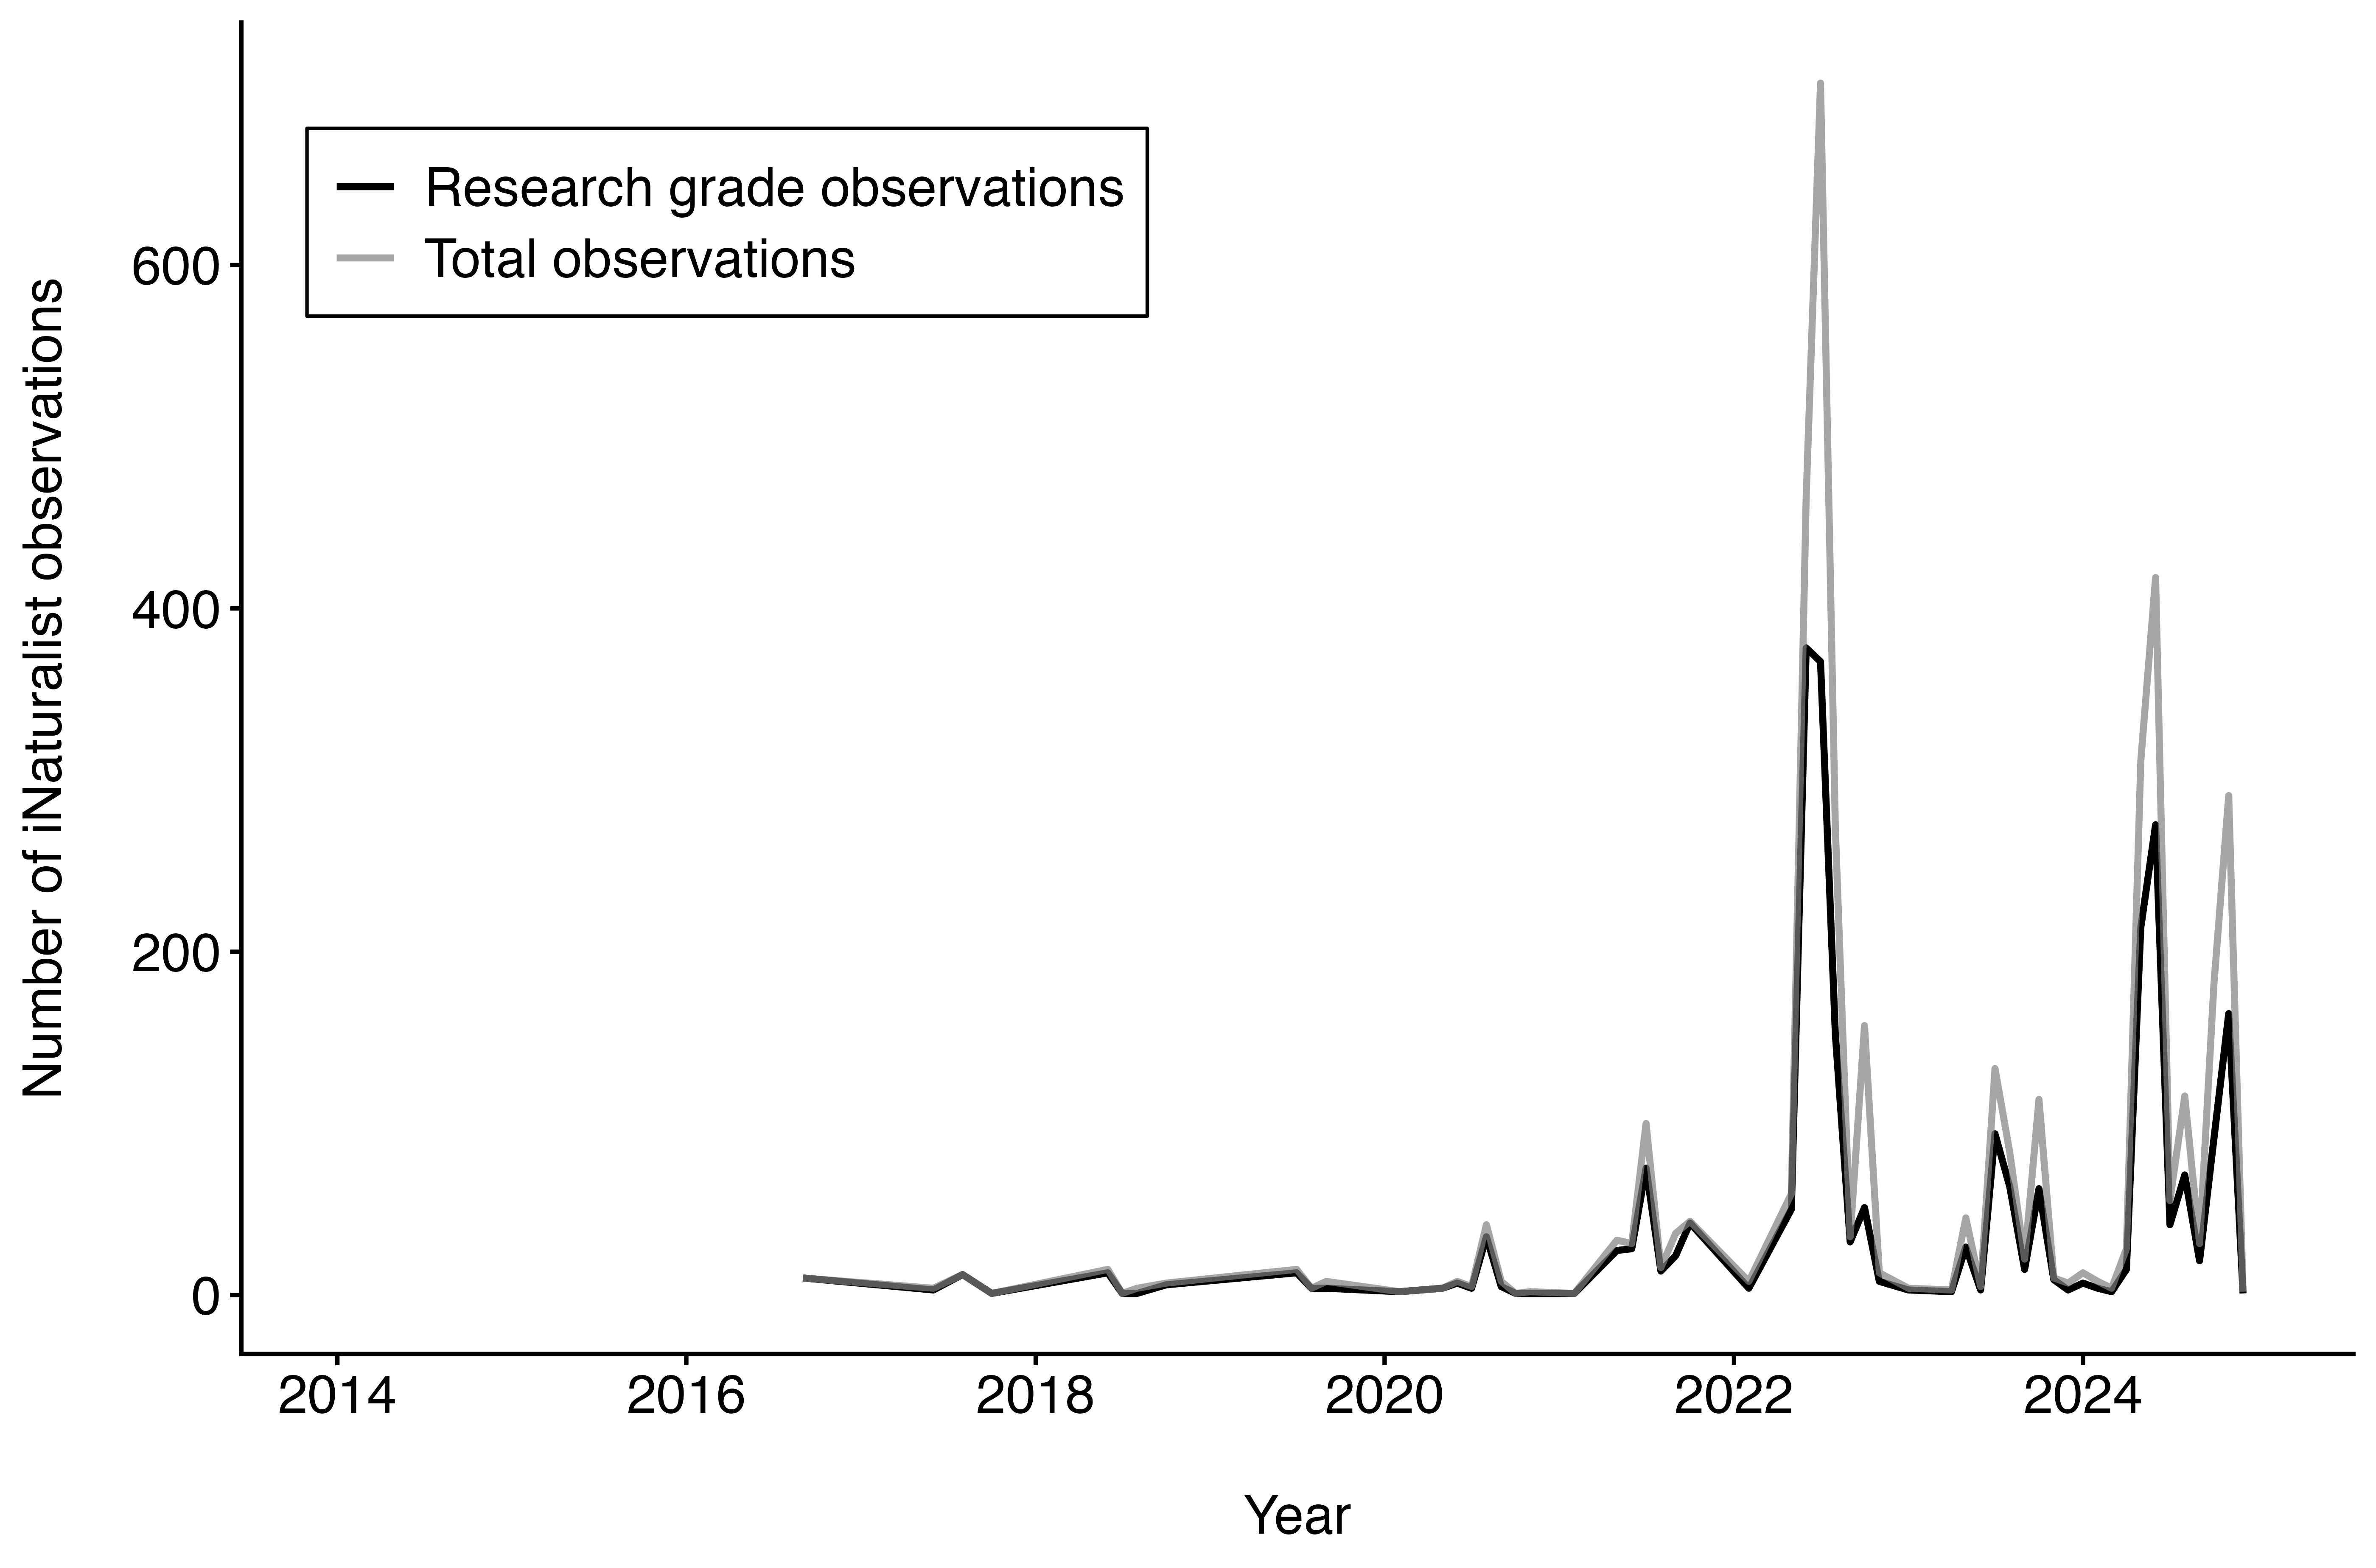 Research grade observations
Total observations
Number of iNaturalist observations
600
400
200
0
2014 2016 2018 2020 2022 2024
Year